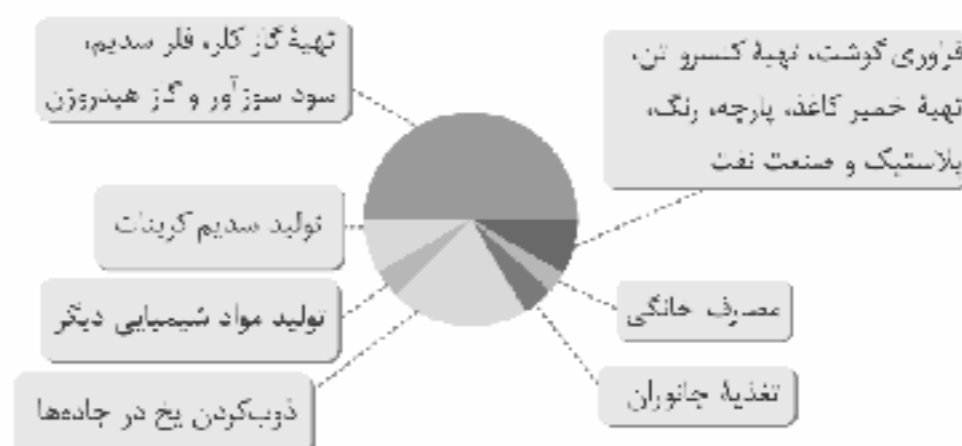 تهیهٔ گاز کلر، فلز سدیم،
سود سوزآور و گاز هیدروژن
فراوری گوشت، تهیهٔ کنسرو تن،
تهیهٔ خمیر کاغذ، پارچه، رنگ،
پلاستیک و صنعت نفت
تولید سدیم کربنات
تولید مواد شیمیایی دیگر
مصارف خانگی
ذوب‌کردن یخ در جاده‌ها
تغذیهٔ جانوران